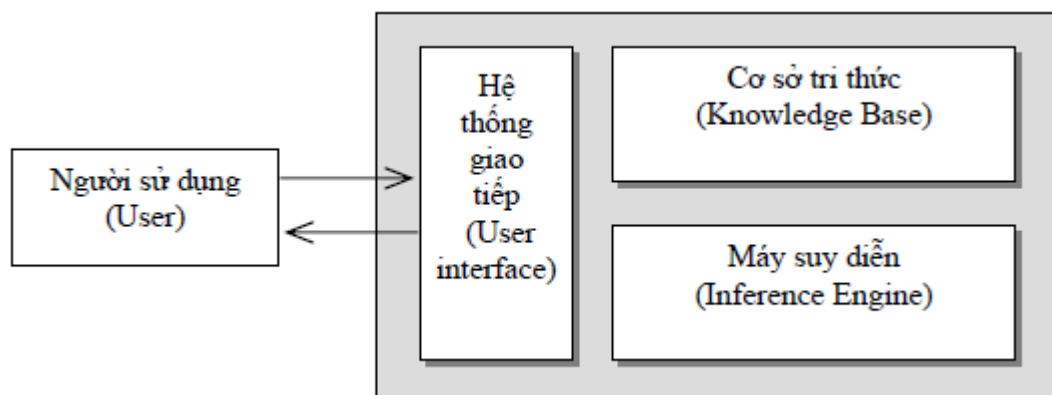 Người sử dụng
(User)
Hệ
thống
giao
tiếp
(User
interface)
Cơ sở tri thức
(Knowledge Base)
Máy suy diễn
(Inference Engine)